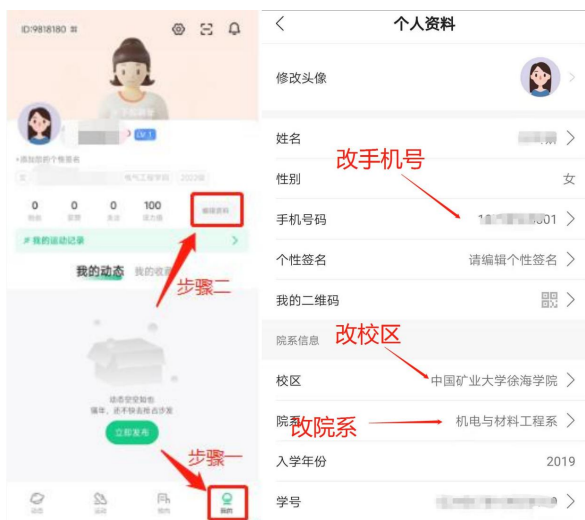 ID:9818180
LV.1
+添加您的个性签名
女
电气工程学院
2022级
0
0
0
100
编辑资料
我的运动记录
我的动态
我的收藏
步骤二
动态空空如也
骚年，还不快去抢占沙发
立即发布
步骤一
动态
运动
我的
个人资料
修改头像
姓名
改手机号
性别
女
手机号码
个性签名
请编辑个性签名
我的二维码
院系信息
改校区
校区
中国矿业大学徐海学院
院系
改院系
机电与材料工程系
入学年份
2019
学号